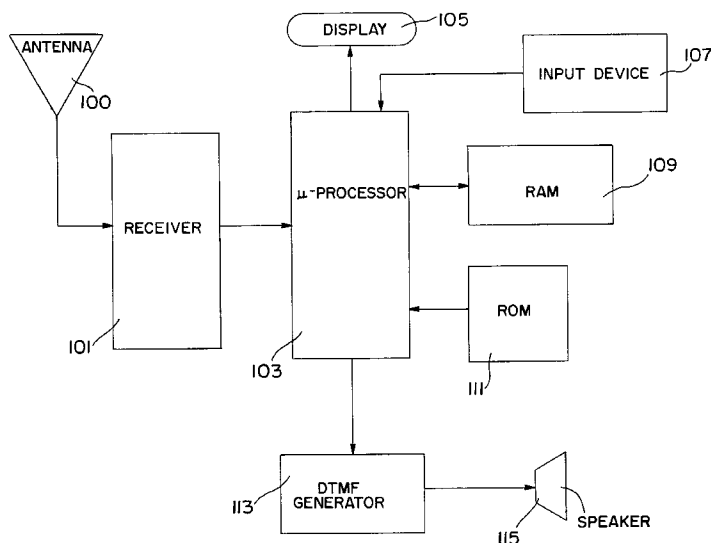 ANTENNA
100
DISPLAY
105
INPUT DEVICE
107
RECEIVER
101
μ-PROCESSOR
103
RAM
109
ROM
111
DTMF
GENERATOR
113
SPEAKER
115